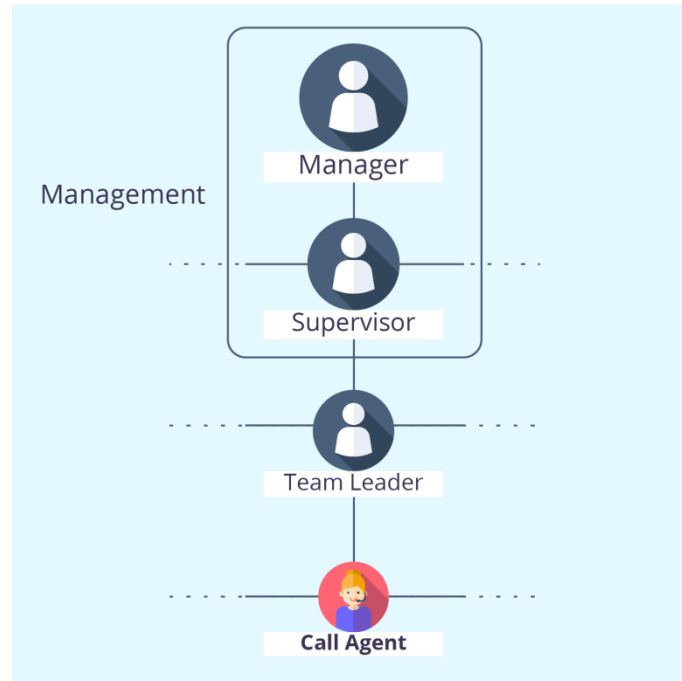 Manager
Management
Supervisor
Team Leader
Call Agent